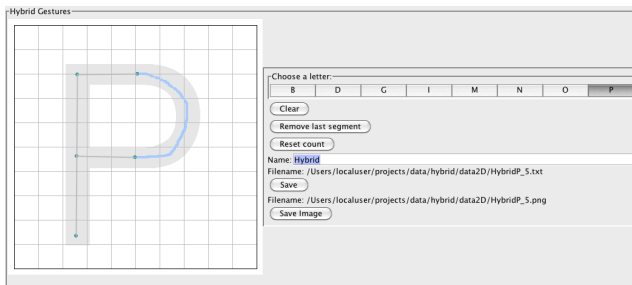 Hybrid Gestures
Choose a letter:
B D G I M N O P
Clear
Remove last segment
Reset count
Name: Hybrid
Filename: /Users/localuser/projects/data/hybrid/data2D/HybridP_5.txt
Save
Filename: /Users/localuser/projects/data/hybrid/data2D/HybridP_5.png
Save Image